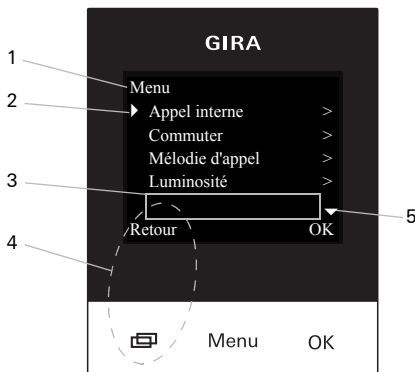 GIRA
1
Menu
2
Appel interne >
Commuter >
Mélodie d'appel >
Luminosité >
3
5
Retour OK
4
Menu OK